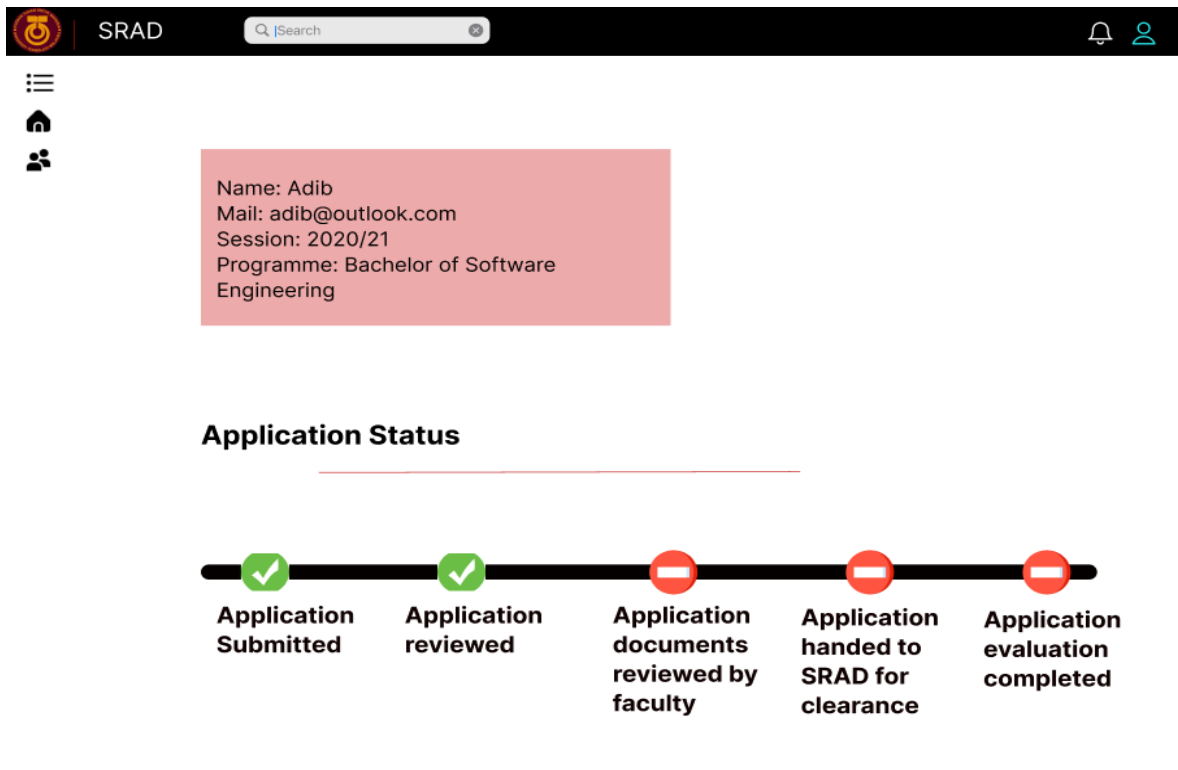 SRAD
Search
Name: Adib
Mail: adib@outlook.com
Session: 2020/21
Programme: Bachelor of Software
Engineering
Application Status
Application
Submitted
Application
reviewed
Application
documents
reviewed by
faculty
Application
handed to
SRAD for
clearance
Application
evaluation
completed